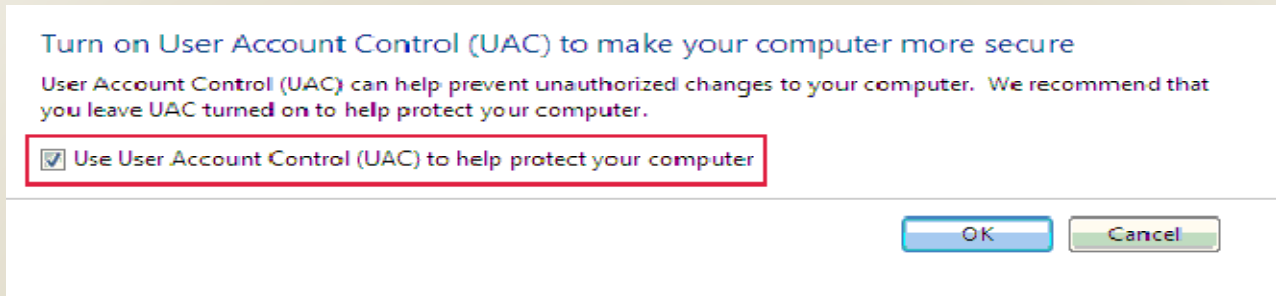 Turn on User Account Control (UAC) to make your computer more secure
User Account Control (UAC) can help prevent unauthorized changes to your computer. We recommend that
you leave UAC turned on to help protect your computer.
Use User Account Control (UAC) to help protect your computer
OK Cancel